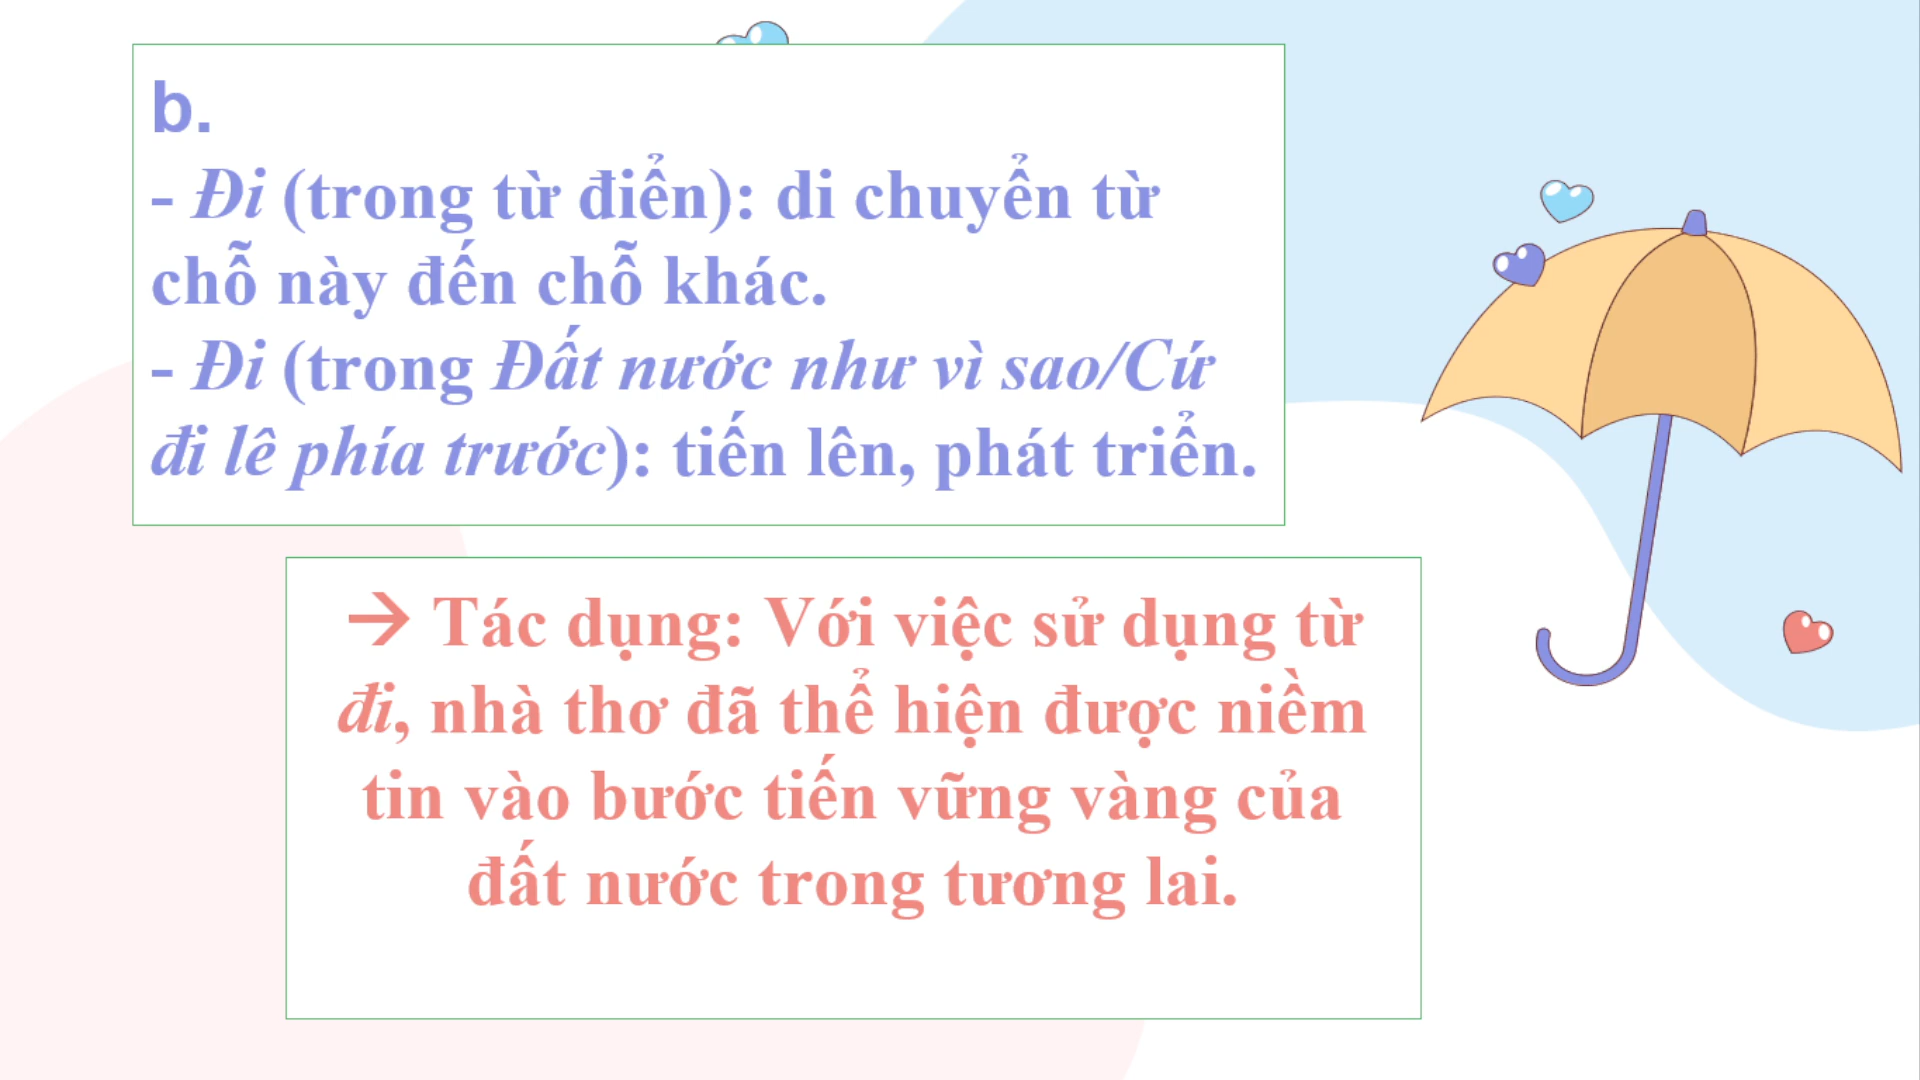 b.
- Đi (trong từ điển): di chuyển từ
chỗ này đến chỗ khác.
- Đi (trong Đất nước như vì sao/Cứ
đi lê phía trước): tiến lên, phát triển.
→ Tác dụng: Với việc sử dụng từ
đi, nhà thơ đã thể hiện được niềm
tin vào bước tiến vững vàng của
đất nước trong tương lai.